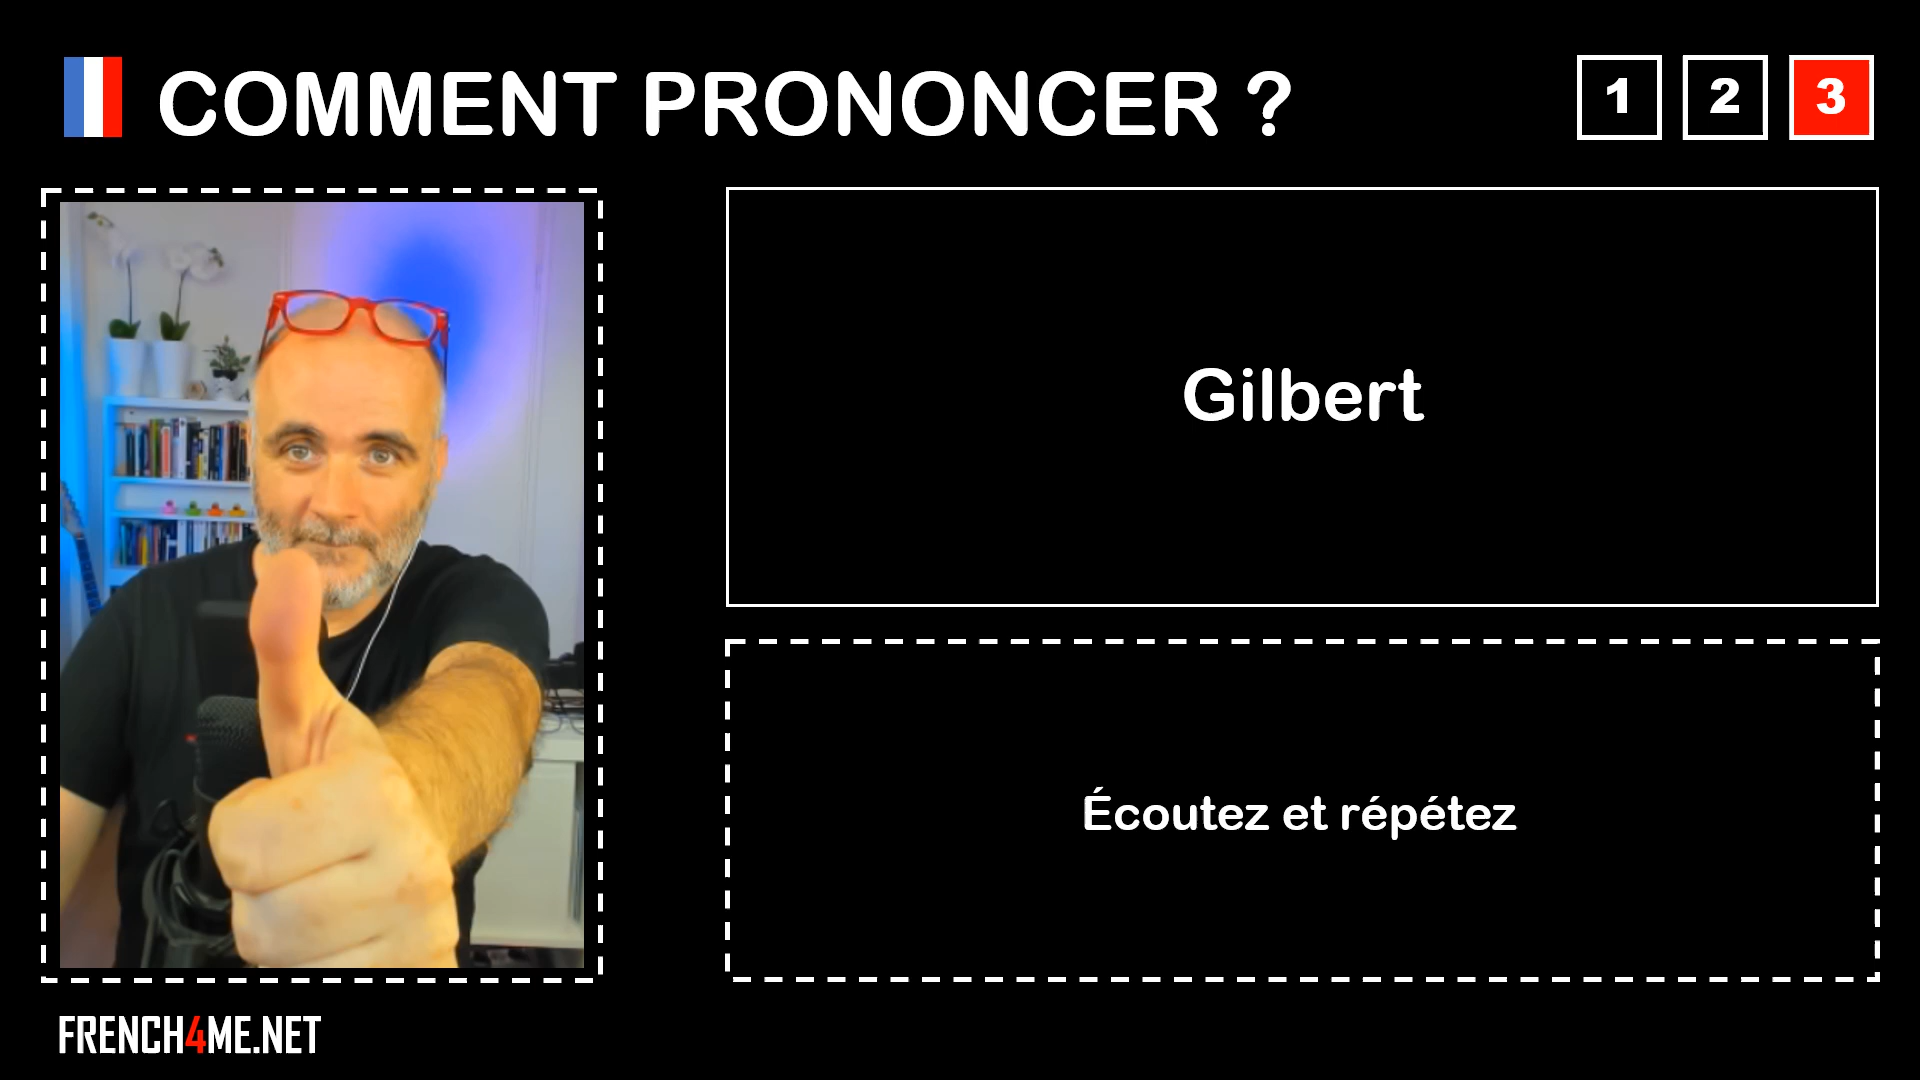 COMMENT PRONONCER ?
1 2 3
Gilbert
Écoutez et répétez
FRENCH4ME.NET